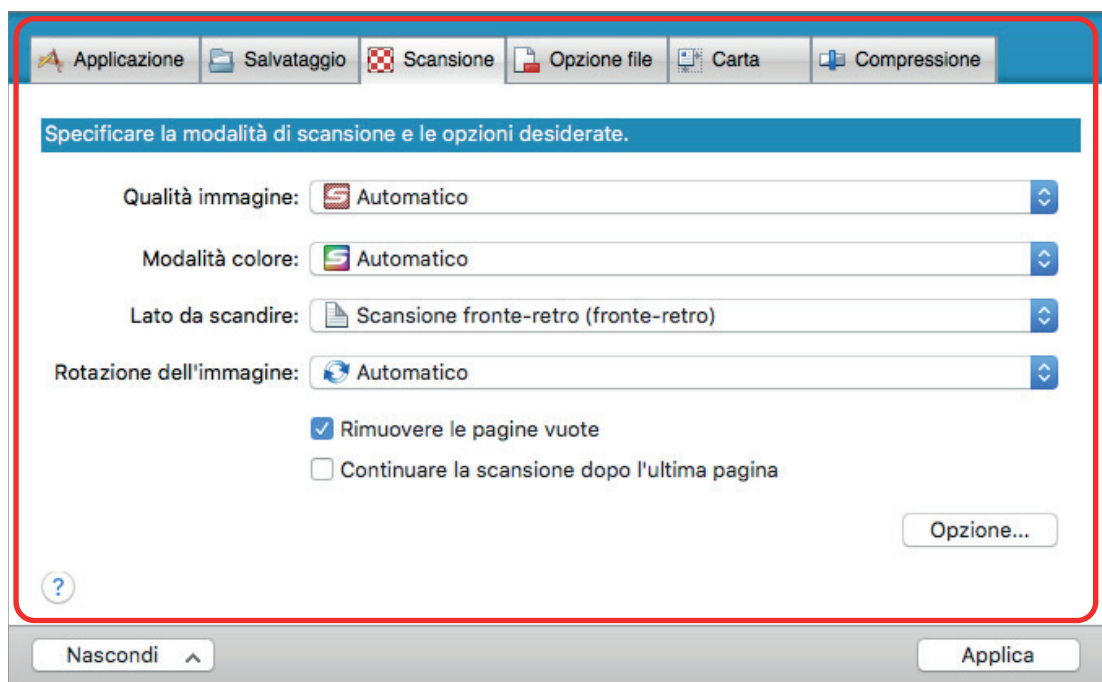 Applicazione Salvataggio Scansione Opzione file Carta Compressione
Specificare la modalità di scansione e le opzioni desiderate.
Qualità immagine: Automatico
Modalità colore: Automatico
Lato da scandire: Scansione fronte-retro (fronte-retro)
Rotazione dell'immagine: Automatico
Rimuovere le pagine vuote
Continuare la scansione dopo l'ultima pagina
Opzione...
?
Nascondi Applica